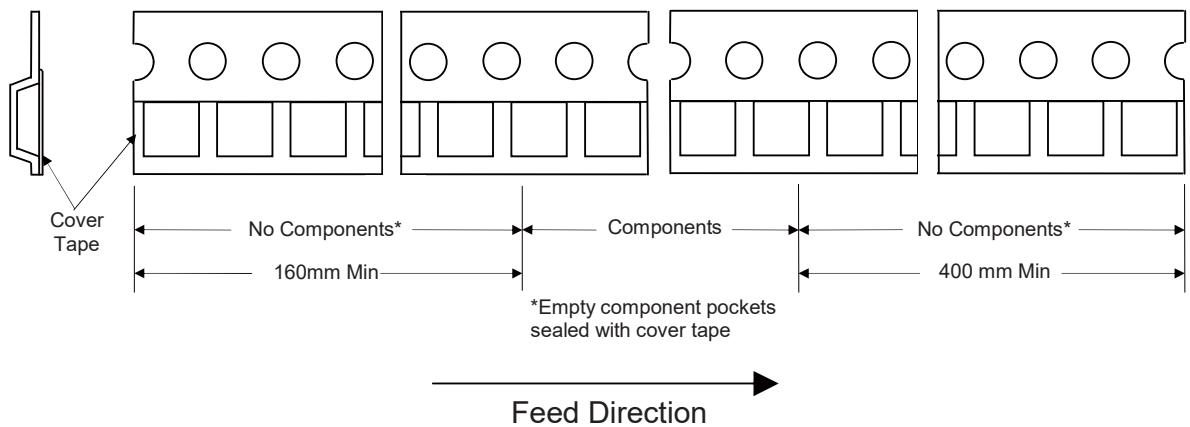 Cover
Tape
No Components*
Components
No Components*
160mm Min
400 mm Min
*Empty component pockets
sealed with cover tape
Feed Direction